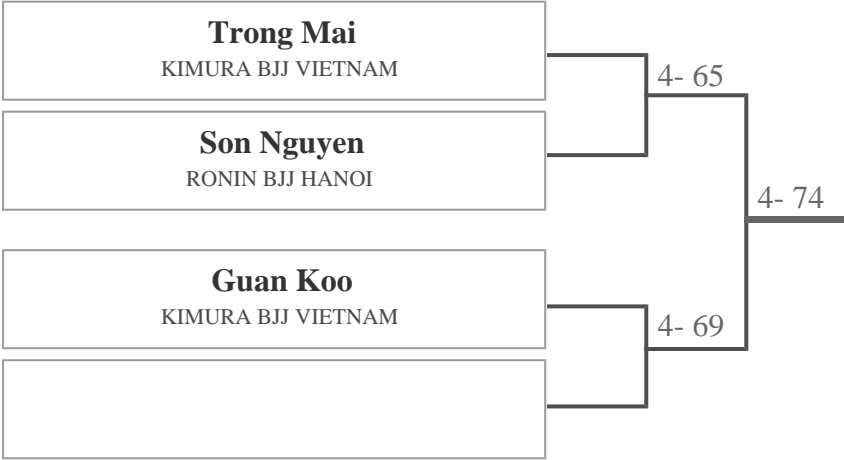 Trong Mai
KIMURA BJJ VIETNAM
4- 65
Son Nguyen
RONIN BJJ HANOI
4- 74
Guan Koo
KIMURA BJJ VIETNAM
4- 69